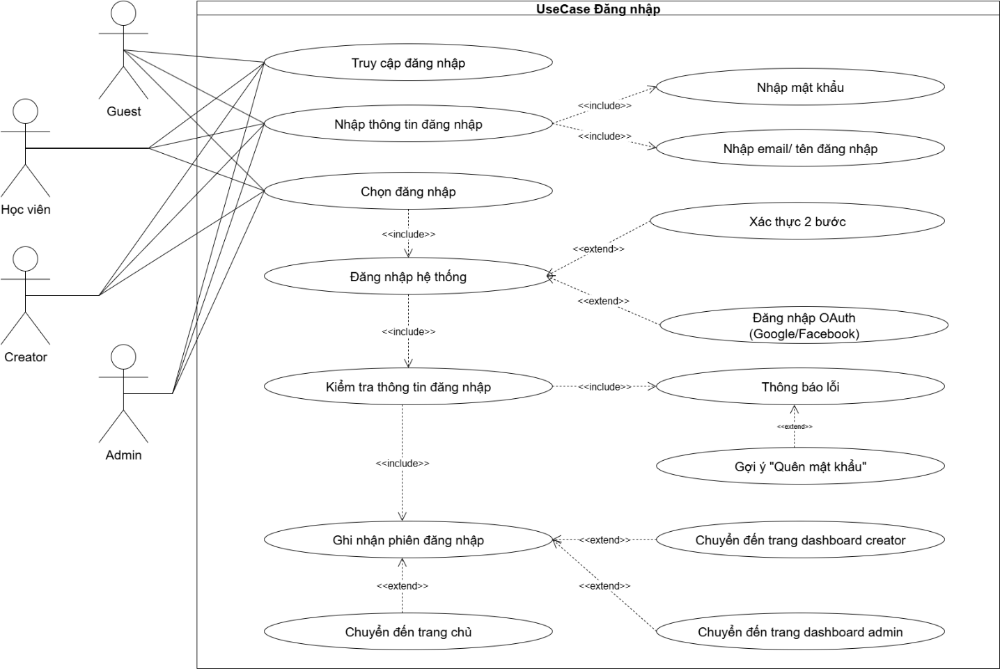 UseCase Đăng nhập
Truy cập đăng nhập
Guest
Nhập mật khẩu
<<include>>
Nhập thông tin đăng nhập
<<include>>
Nhập email/ tên đăng nhập
Học viên
Chọn đăng nhập
<<include>>
Xác thực 2 bước
<<extend>>
Đăng nhập hệ thống
<<extend>>
Đăng nhập OAuth
(Google/Facebook)
Creator
<<include>>
Kiểm tra thông tin đăng nhập
<<include>>
Thông báo lỗi
<<extend>>
Admin
<<include>>
Gợi ý "Quên mật khẩu"
Ghi nhận phiên đăng nhập
<<extend>>
Chuyển đến trang dashboard creator
<<extend>>
<<extend>>
Chuyển đến trang chủ
Chuyển đến trang dashboard admin